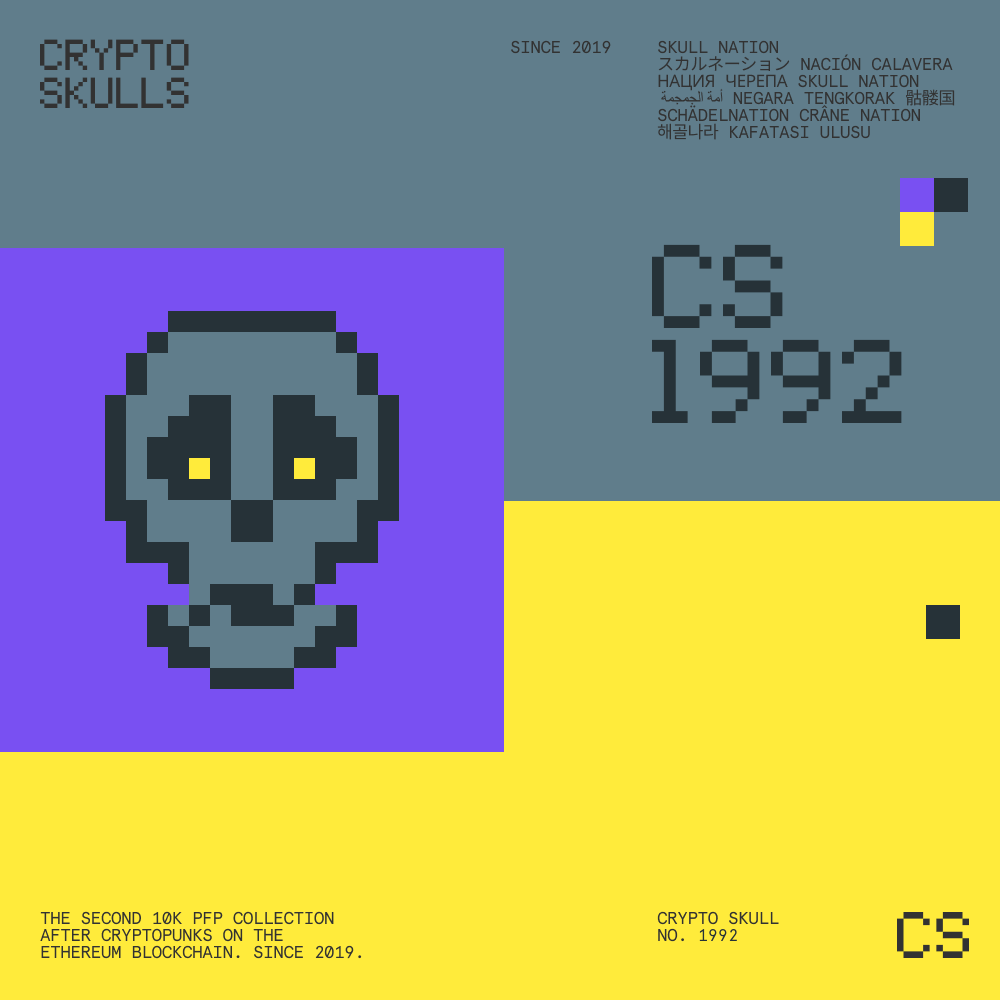 CRYPTO
SKULLS
SINCE 2019
SKULL NATION
スカルネーション NACIÓN CALAVERA
НАЦИЯ ЧЕРЕПА SKULL NATION
أمة الجمجمة NEGARA TENGKORAK 骷髅国
SCHÄDELNATION CRÂNE NATION
해골나라 KAFATASI ULUSU
CS
1992
THE SECOND 10K PFP COLLECTION
AFTER CRYPTOPUNKS ON THE
ETHEREUM BLOCKCHAIN. SINCE 2019.
CRYPTO SKULL
NO. 1992
CS